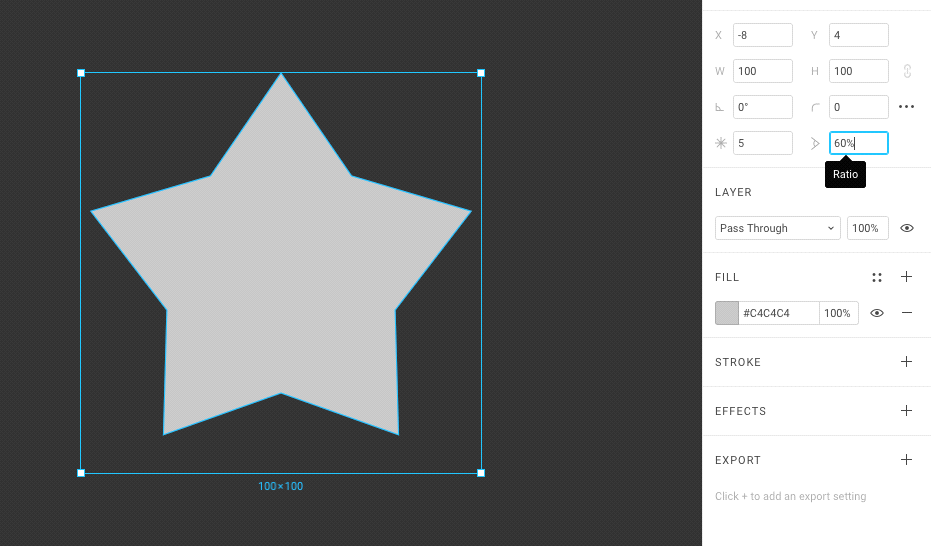 X -8 Y 4
W 100 H 100
0° 0
5 60%
Ratio
LAYER
Pass Through 100%
FILL
#C4C4C4 100%
STROKE
EFFECTS
EXPORT
Click + to add an export setting
100×100